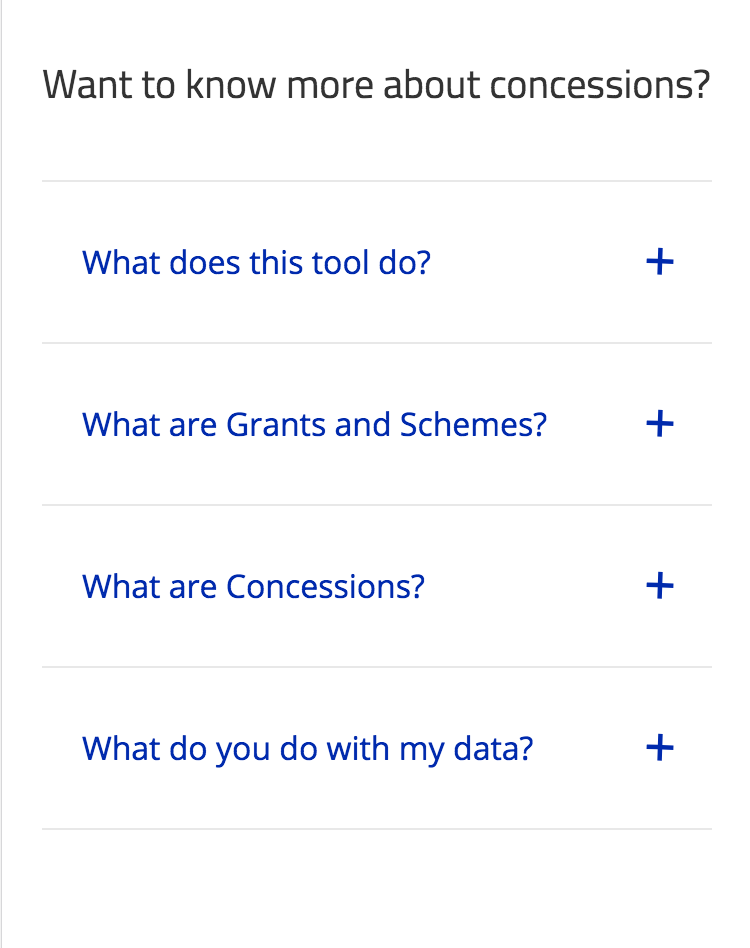 Want to know more about concessions?
What does this tool do?
What are Grants and Schemes?
What are Concessions?
What do you do with my data?